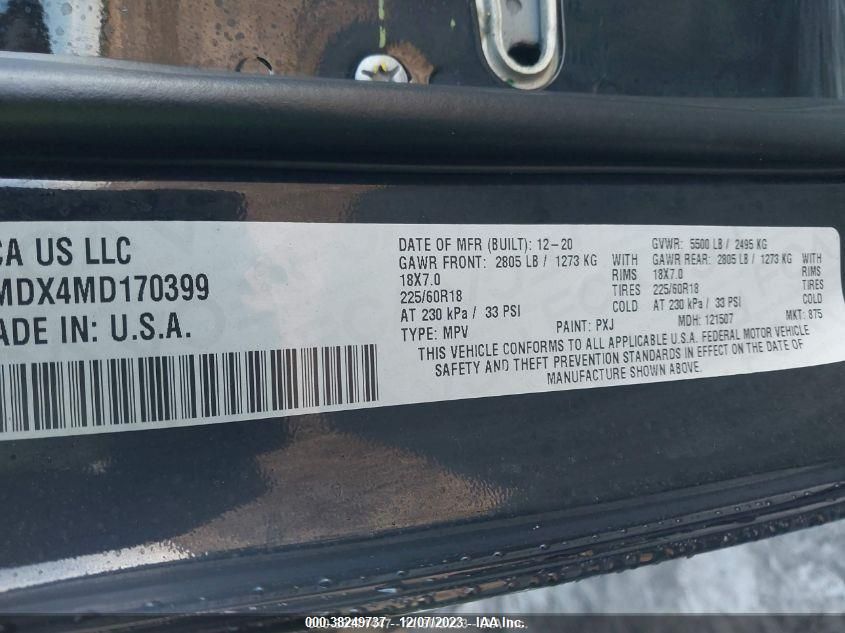 CA US LLC
MDX4MD170399
ADE IN: U.S.A.
DATE OF MFR (BUILT): 12-20 GVWR: 5500 LB / 2495 KG
GAWR FRONT: 2805 LB / 1273 KG WITH GAWR REAR: 2805 LB / 1273 KG WITH
18X7.0 RIMS 18X7.0 RIMS
225/60R18 TIRES 225/60R18 TIRES
AT 230 kPa / 33 PSI COLD AT 230 kPa / 33 PSI COLD
TYPE: MPV PAINT: PXJ MDH: 121507 MKT: 875
THIS VEHICLE CONFORMS TO ALL APPLICABLE U.S.A. FEDERAL MOTOR VEHICLE
SAFETY AND THEFT PREVENTION STANDARDS IN EFFECT ON THE DATE OF
MANUFACTURE SHOWN ABOVE.
000-38249737 - 12/07/2023 - IAA Inc.